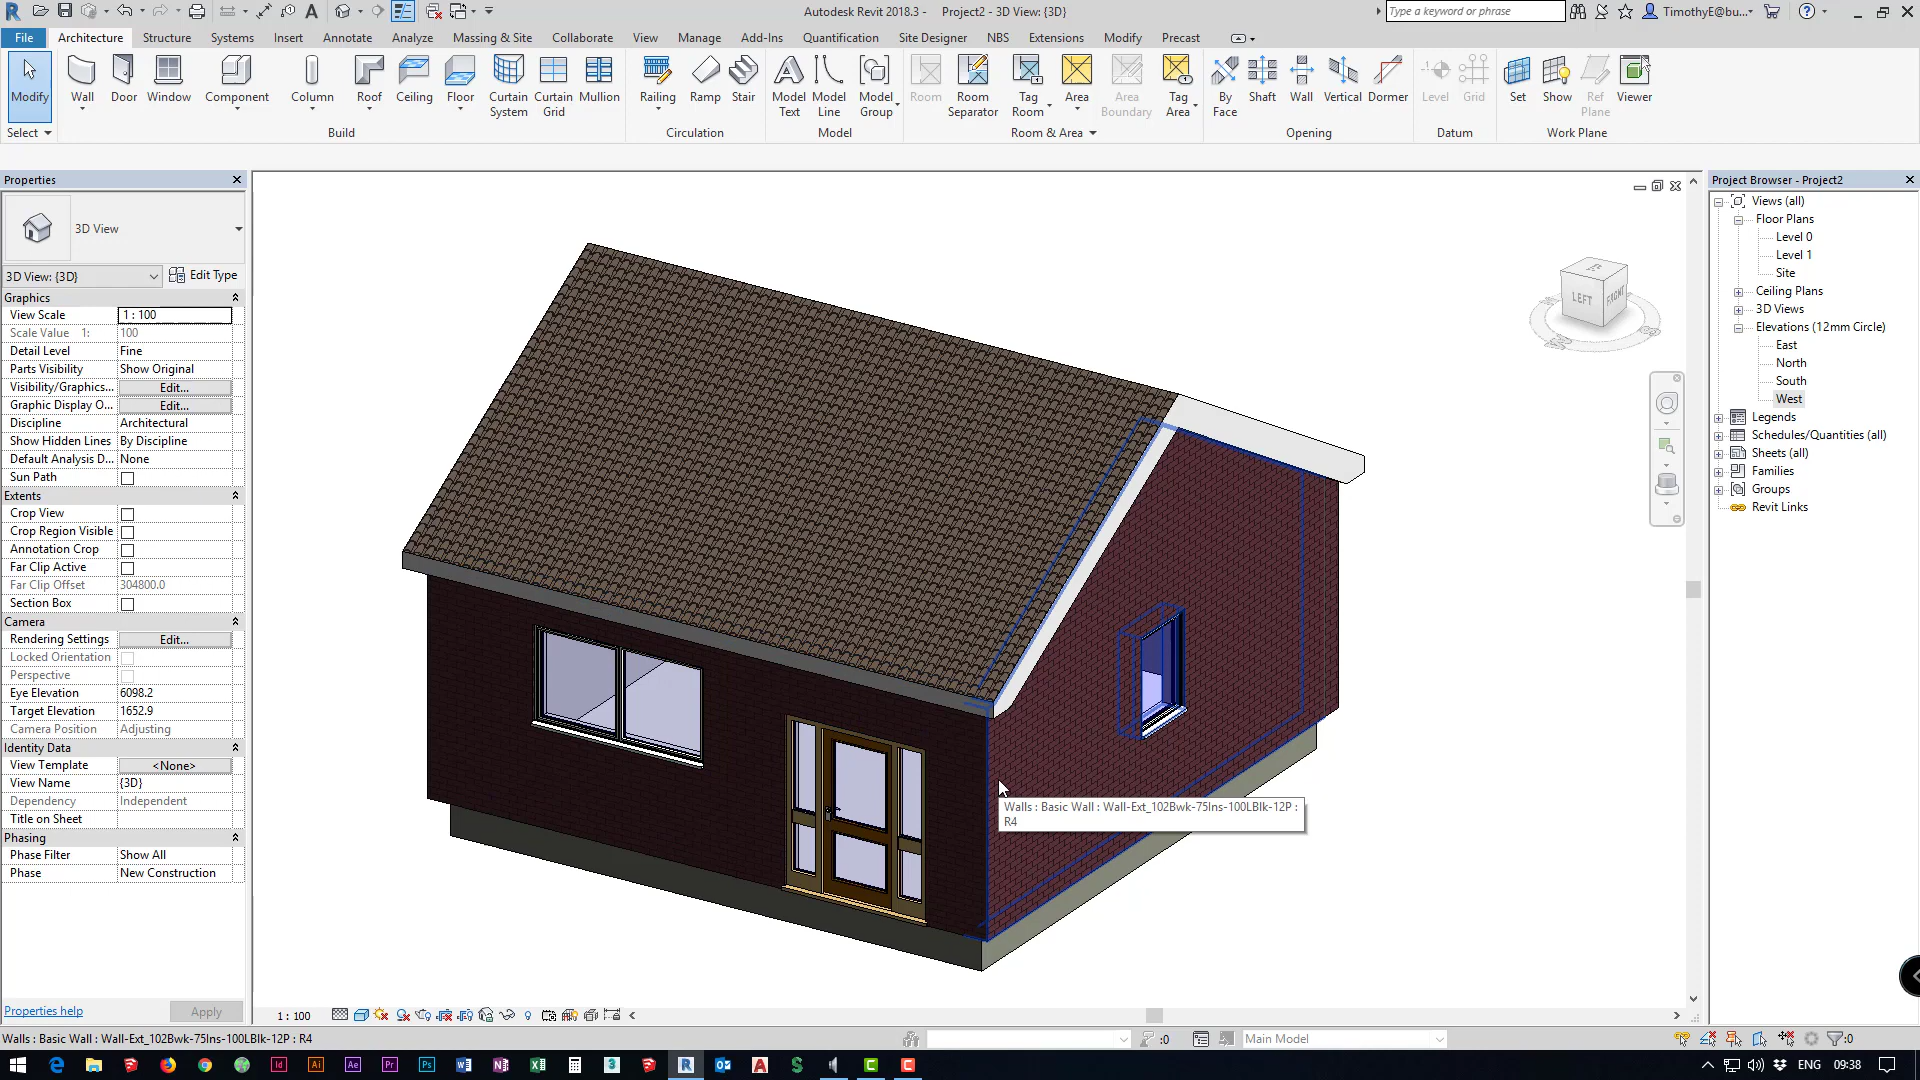 Autodesk Revit 2018.3 - Project2 - 3D View: {3D}
Type a keyword or phrase
TimothyE@bu...
File Architecture Structure Systems Insert Annotate Analyze Massing & Site Collaborate View Manage Add-Ins Quantification Site Designer NBS Extensions Modify Precast
Modify Wall Door Window Component Column Roof Ceiling Floor Curtain System Curtain Grid Mullion Railing Ramp Stair Model Text Model Line Model Group Room Room Separator Tag Room Area Area Boundary Tag Area By Face Shaft Wall Vertical Dormer Level Grid Set Show Ref Plane Viewer
Select Build Circulation Model Room & Area Opening Datum Work Plane
Properties
3D View
3D View: {3D} Edit Type
Graphics
View Scale 1 : 100
Scale Value 1: 100
Detail Level Fine
Parts Visibility Show Original
Visibility/Graphics... Edit...
Graphic Display O... Edit...
Discipline Architectural
Show Hidden Lines By Discipline
Default Analysis D... None
Sun Path
Extents
Crop View
Crop Region Visible
Annotation Crop
Far Clip Active
Far Clip Offset 304800.0
Section Box
Camera
Rendering Settings Edit...
Locked Orientation
Perspective
Eye Elevation 6098.2
Target Elevation 1652.9
Camera Position Adjusting
Identity Data
View Template <None>
View Name {3D}
Dependency Independent
Title on Sheet
Phasing
Phase Filter Show All
Phase New Construction
Properties help Apply
LEFT FRONT
Walls : Basic Wall : Wall-Ext_102Bwk-75Ins-100LBlk-12P :
R4
Project Browser - Project2
Views (all)
Floor Plans
Level 0
Level 1
Site
Ceiling Plans
3D Views
Elevations (12mm Circle)
East
North
South
West
Legends
Schedules/Quantities (all)
Sheets (all)
Families
Groups
Revit Links
1 : 100
Walls : Basic Wall : Wall-Ext_102Bwk-75Ins-100LBlk-12P : R4
:0
Main Model
:0
ENG 09:38